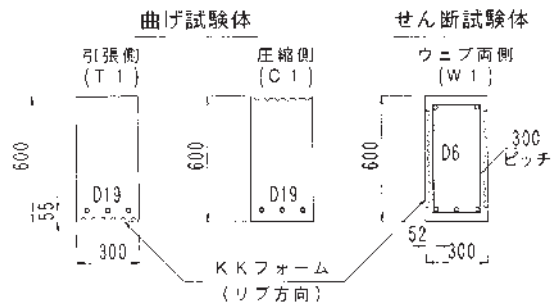 曲げ試験体
せん断試験体
引張側
(T1)
圧縮側
(C1)
ウェブ両側
(W1)
600
55
D19
300
600
D19
600
D6
300
ピッチ
52
300
KKフォーム
(リブ方向)